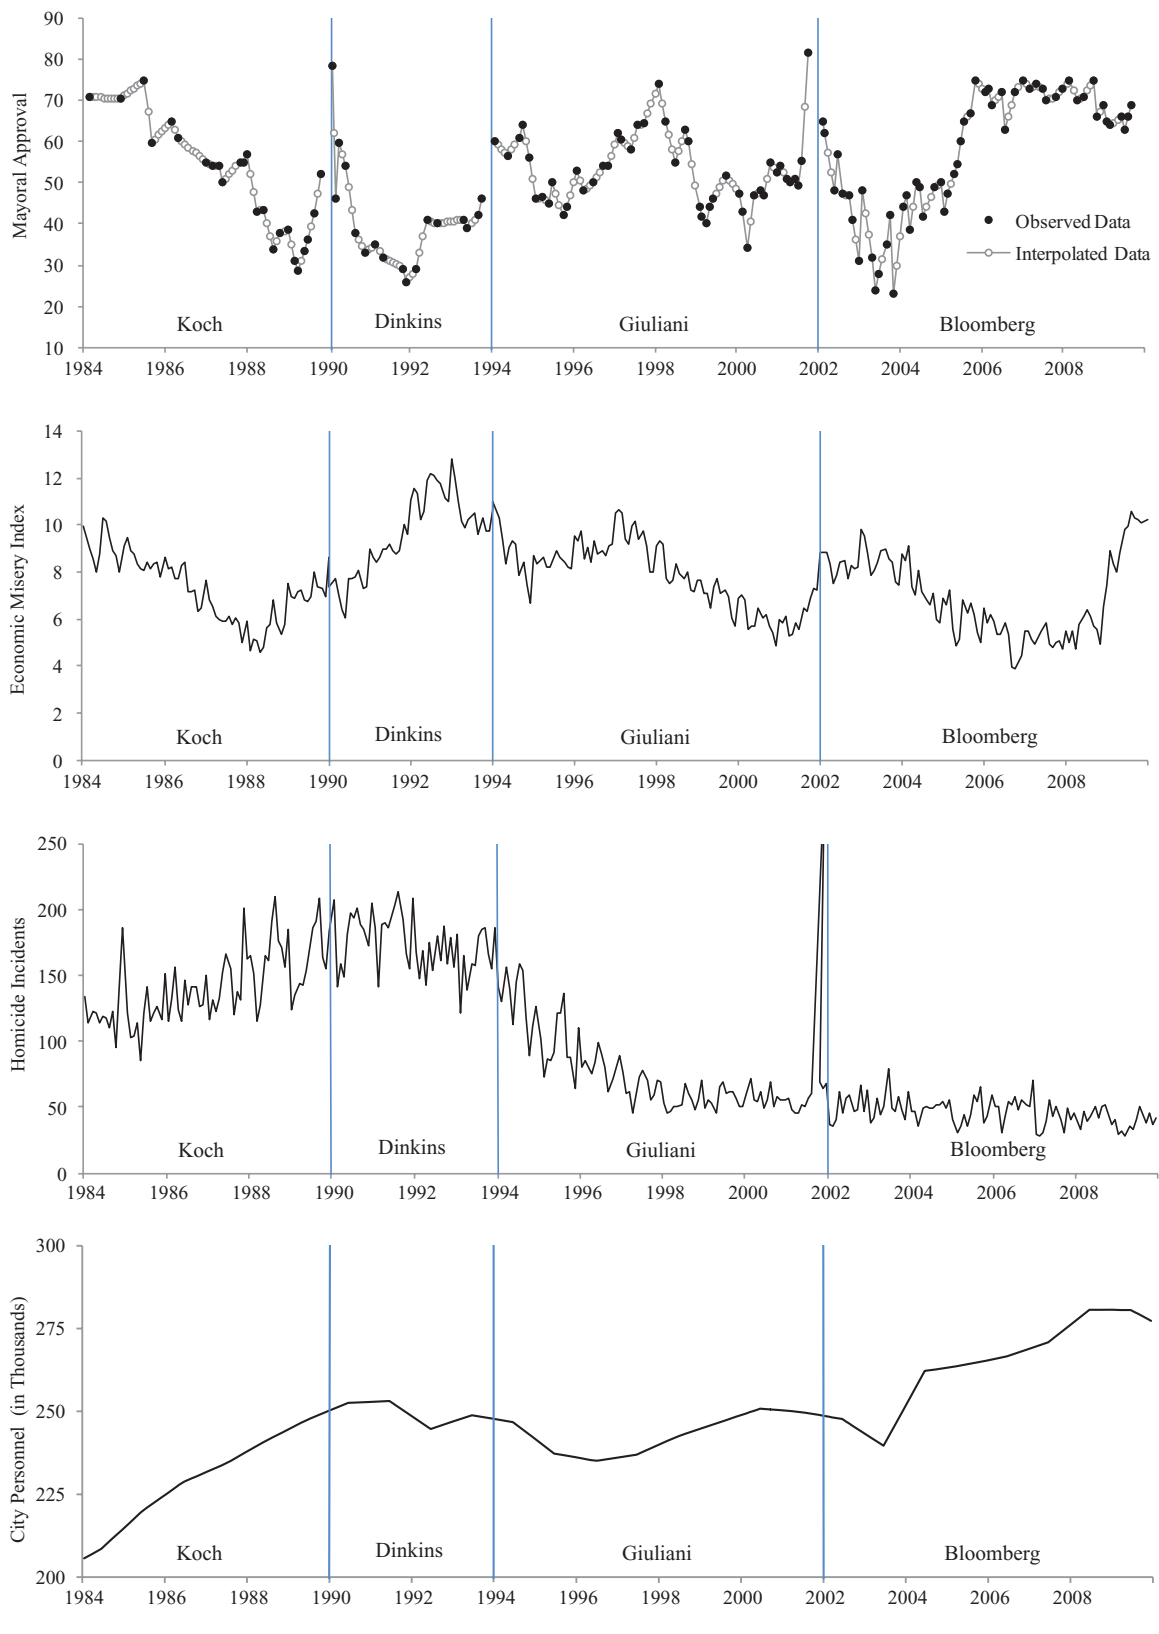 90
80
70
60
50
40
30
20
10
Mayoral Approval
Observed Data
Interpolated Data
Koch Dinkins Giuliani Bloomberg
1984 1986 1988 1990 1992 1994 1996 1998 2000 2002 2004 2006 2008
14
12
10
8
6
4
2
0
Economic Misery Index
Koch Dinkins Giuliani Bloomberg
1984 1986 1988 1990 1992 1994 1996 1998 2000 2002 2004 2006 2008
250
200
150
100
50
0
Homicide Incidents
Koch Dinkins Giuliani Bloomberg
1984 1986 1988 1990 1992 1994 1996 1998 2000 2002 2004 2006 2008
300
275
250
225
200
City Personnel (in Thousands)
Koch Dinkins Giuliani Bloomberg
1984 1986 1988 1990 1992 1994 1996 1998 2000 2002 2004 2006 2008